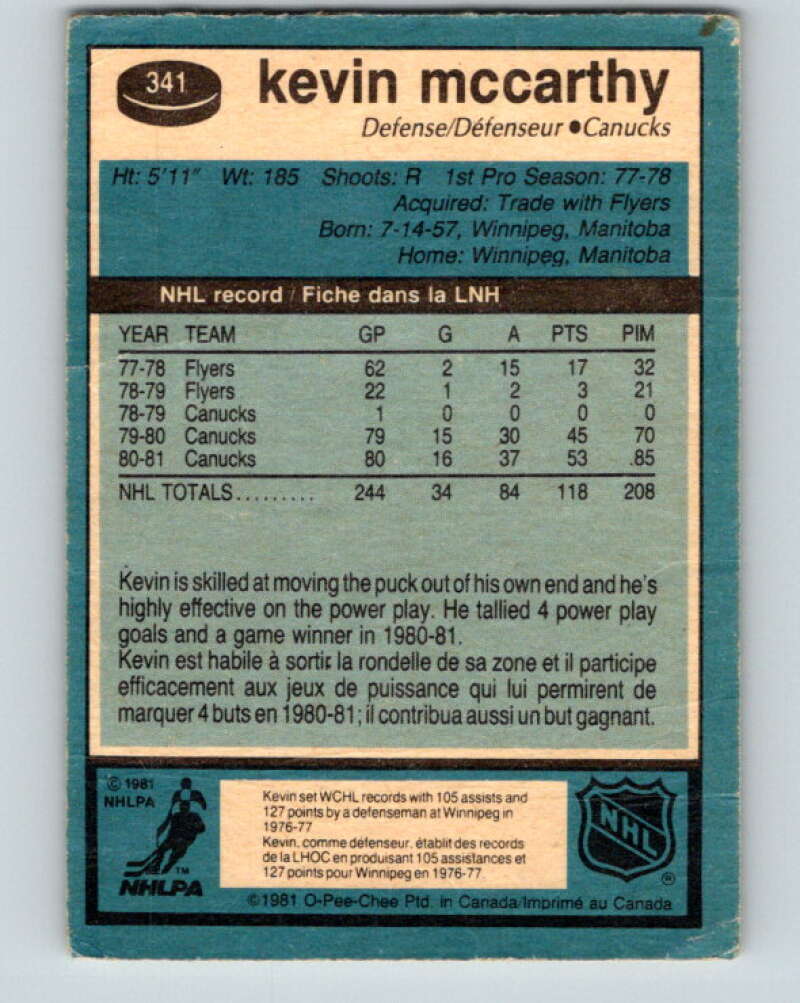 341
kevin mccarthy
Defense/Défenseur ● Canucks
Ht: 5'11" Wt: 185 Shoots: R 1st Pro Season: 77-78
Acquired: Trade with Flyers
Born: 7-14-57, Winnipeg, Manitoba
Home: Winnipeg, Manitoba
NHL record / Fiche dans la LNH
YEAR TEAM GP G A PTS PIM
77-78 Flyers 62 2 15 17 32
78-79 Flyers 22 1 2 3 21
78-79 Canucks 1 0 0 0 0
79-80 Canucks 79 15 30 45 70
80-81 Canucks 80 16 37 53 85
NHL TOTALS......... 244 34 84 118 208
Kevin is skilled at moving the puck out of his own end and he's
highly effective on the power play. He tallied 4 power play
goals and a game winner in 1980-81.
Kevin est habile à sortir la rondelle de sa zone et il participe
efficacement aux jeux de puissance qui lui permirent de
marquer 4 buts en 1980-81; il contribua aussi un but gagnant.
© 1981
NHLPA
TM
NHLPA
Kevin set WCHL records with 105 assists and
127 points by a defenseman at Winnipeg in
1976-77
Kevin, comme défenseur, établit des records
de la LHOC en produisant 105 assistances et
127 points pour Winnipeg en 1976-77.
NHL
®
©1981 O-Pee-Chee Ptd. in Canada/Imprimé au Canada